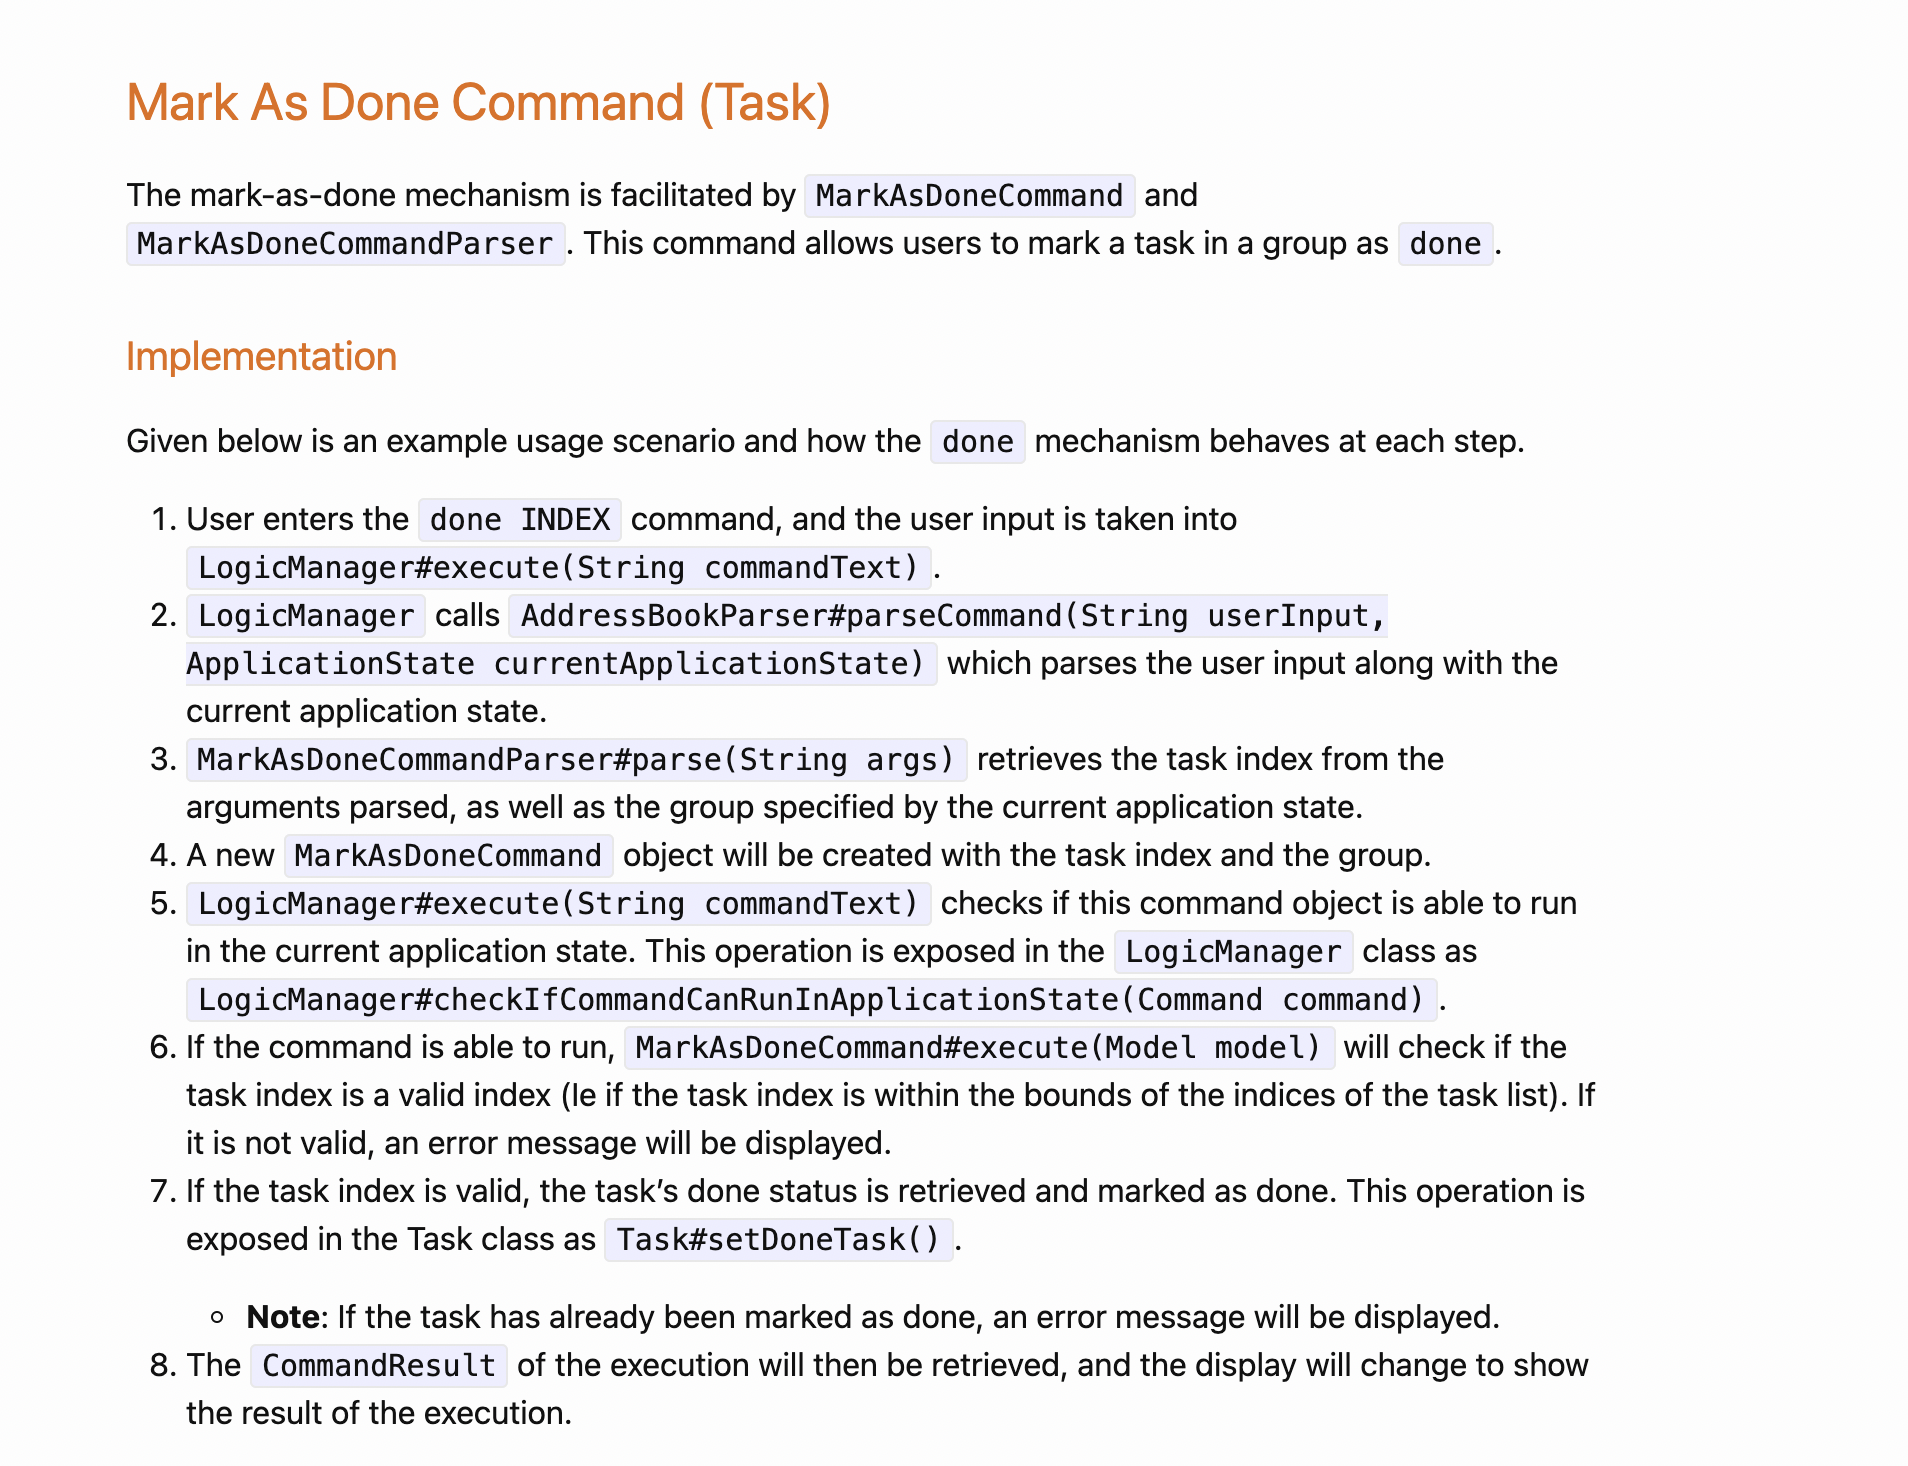 Mark As Done Command (Task)
The mark-as-done mechanism is facilitated by MarkAsDoneCommand and
MarkAsDoneCommandParser. This command allows users to mark a task in a group as done.
Implementation
Given below is an example usage scenario and how the done mechanism behaves at each step.
1. User enters the done INDEX command, and the user input is taken into
LogicManager#execute(String commandText).
2. LogicManager calls AddressBookParser#parseCommand(String userInput,
ApplicationState currentApplicationState) which parses the user input along with the
current application state.
3. MarkAsDoneCommandParser#parse(String args) retrieves the task index from the
arguments parsed, as well as the group specified by the current application state.
4. A new MarkAsDoneCommand object will be created with the task index and the group.
5. LogicManager#execute(String commandText) checks if this command object is able to run
in the current application state. This operation is exposed in the LogicManager class as
LogicManager#checkIfCommandCanRunInApplicationState(Command command).
6. If the command is able to run, MarkAsDoneCommand#execute(Model model) will check if the
task index is a valid index (Ie if the task index is within the bounds of the indices of the task list). If
it is not valid, an error message will be displayed.
7. If the task index is valid, the task’s done status is retrieved and marked as done. This operation is
exposed in the Task class as Task#setDoneTask().
◦ Note: If the task has already been marked as done, an error message will be displayed.
8. The CommandResult of the execution will then be retrieved, and the display will change to show
the result of the execution.